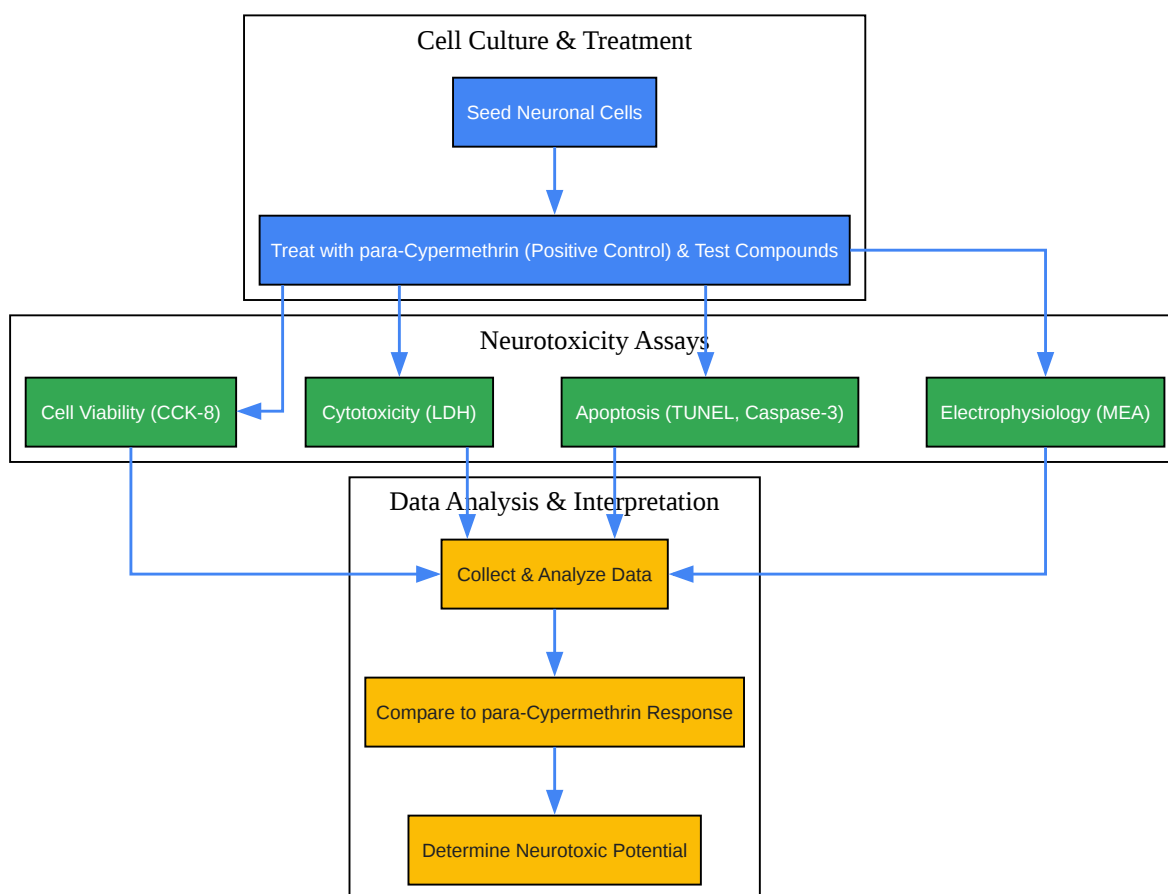 Cell Culture & Treatment
Seed Neuronal Cells
Treat with para-Cypermethrin (Positive Control) & Test Compounds
Neurotoxicity Assays
Cell Viability (CCK-8)
Cytotoxicity (LDH)
Apoptosis (TUNEL, Caspase-3)
Electrophysiology (MEA)
Data Analysis & Interpretation
Collect & Analyze Data
Compare to para-Cypermethrin Response
Determine Neurotoxic Potential